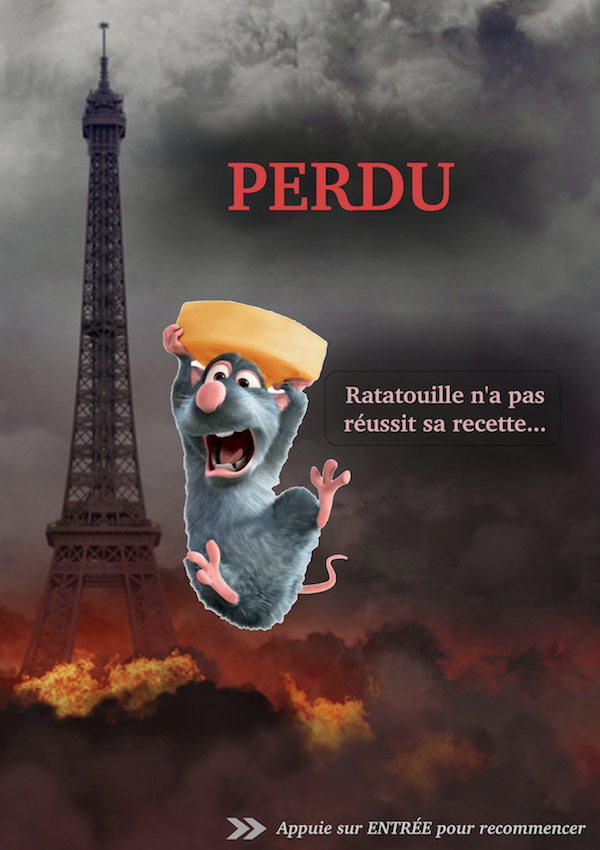 PERDU
Ratatouille n'a pas
réussit sa recette...
Appuie sur ENTRÉE pour recommencer